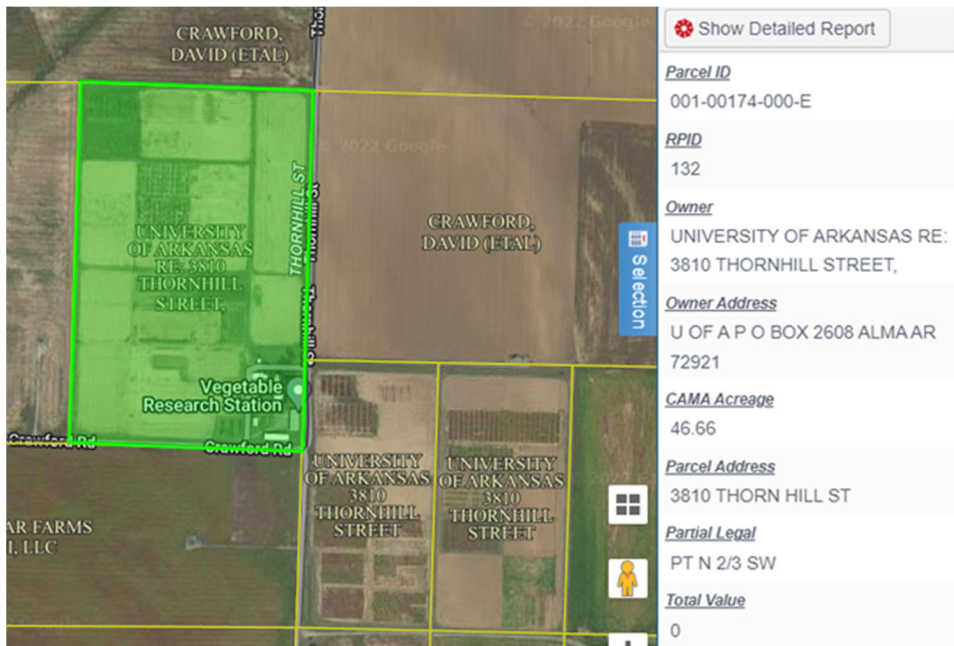 CRAWFORD,
DAVID (ETAL)
© 2022 Google
© 2022 Google
THORNHILL ST
Thornhill St
UNIVERSITY
OF ARKANSAS
RE: 3810
THORNHILL
STREET,
CRAWFORD,
DAVID (ETAL)
Selection
Vegetable
Research Station
Crawford Rd
Crawford Rd
AR FARMS
I, LLC
UNIVERSITY
OF ARKANSAS
3810
THORNHILL
STREET
UNIVERSITY
OF ARKANSAS
3810
THORNHILL
STREET
Show Detailed Report
Parcel ID
001-00174-000-E
RPID
132
Owner
UNIVERSITY OF ARKANSAS RE:
3810 THORNHILL STREET,
Owner Address
U OF A P O BOX 2608 ALMA AR
72921
CAMA Acreage
46.66
Parcel Address
3810 THORN HILL ST
Partial Legal
PT N 2/3 SW
Total Value
0